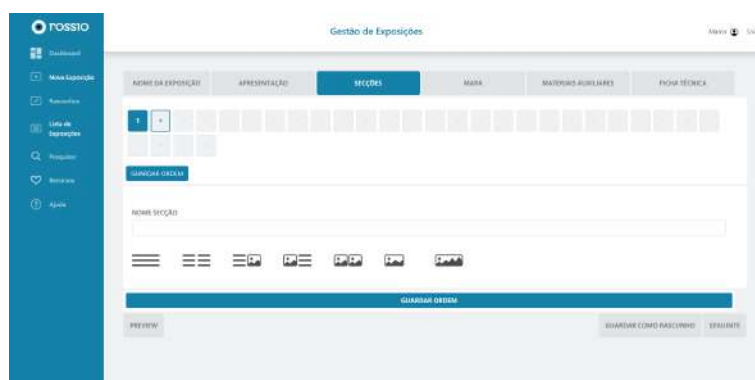 rossio
Gestão de Exposições
Dashboard
Nova Exposição
Rascunhos
Lista de
Exposições
Pesquisar
Recursos
Ajuda
NOME DA EXPOSIÇÃO
APRESENTAÇÃO
SECÇÕES
MAPA
MATERIAIS AUXILIARES
FICHA TÉCNICA
1
+
GUARDAR ORDEM
NOME SECÇÃO
GUARDAR ORDEM
PREVIEW
GUARDAR COMO RASCUNHO
SEGUINTE